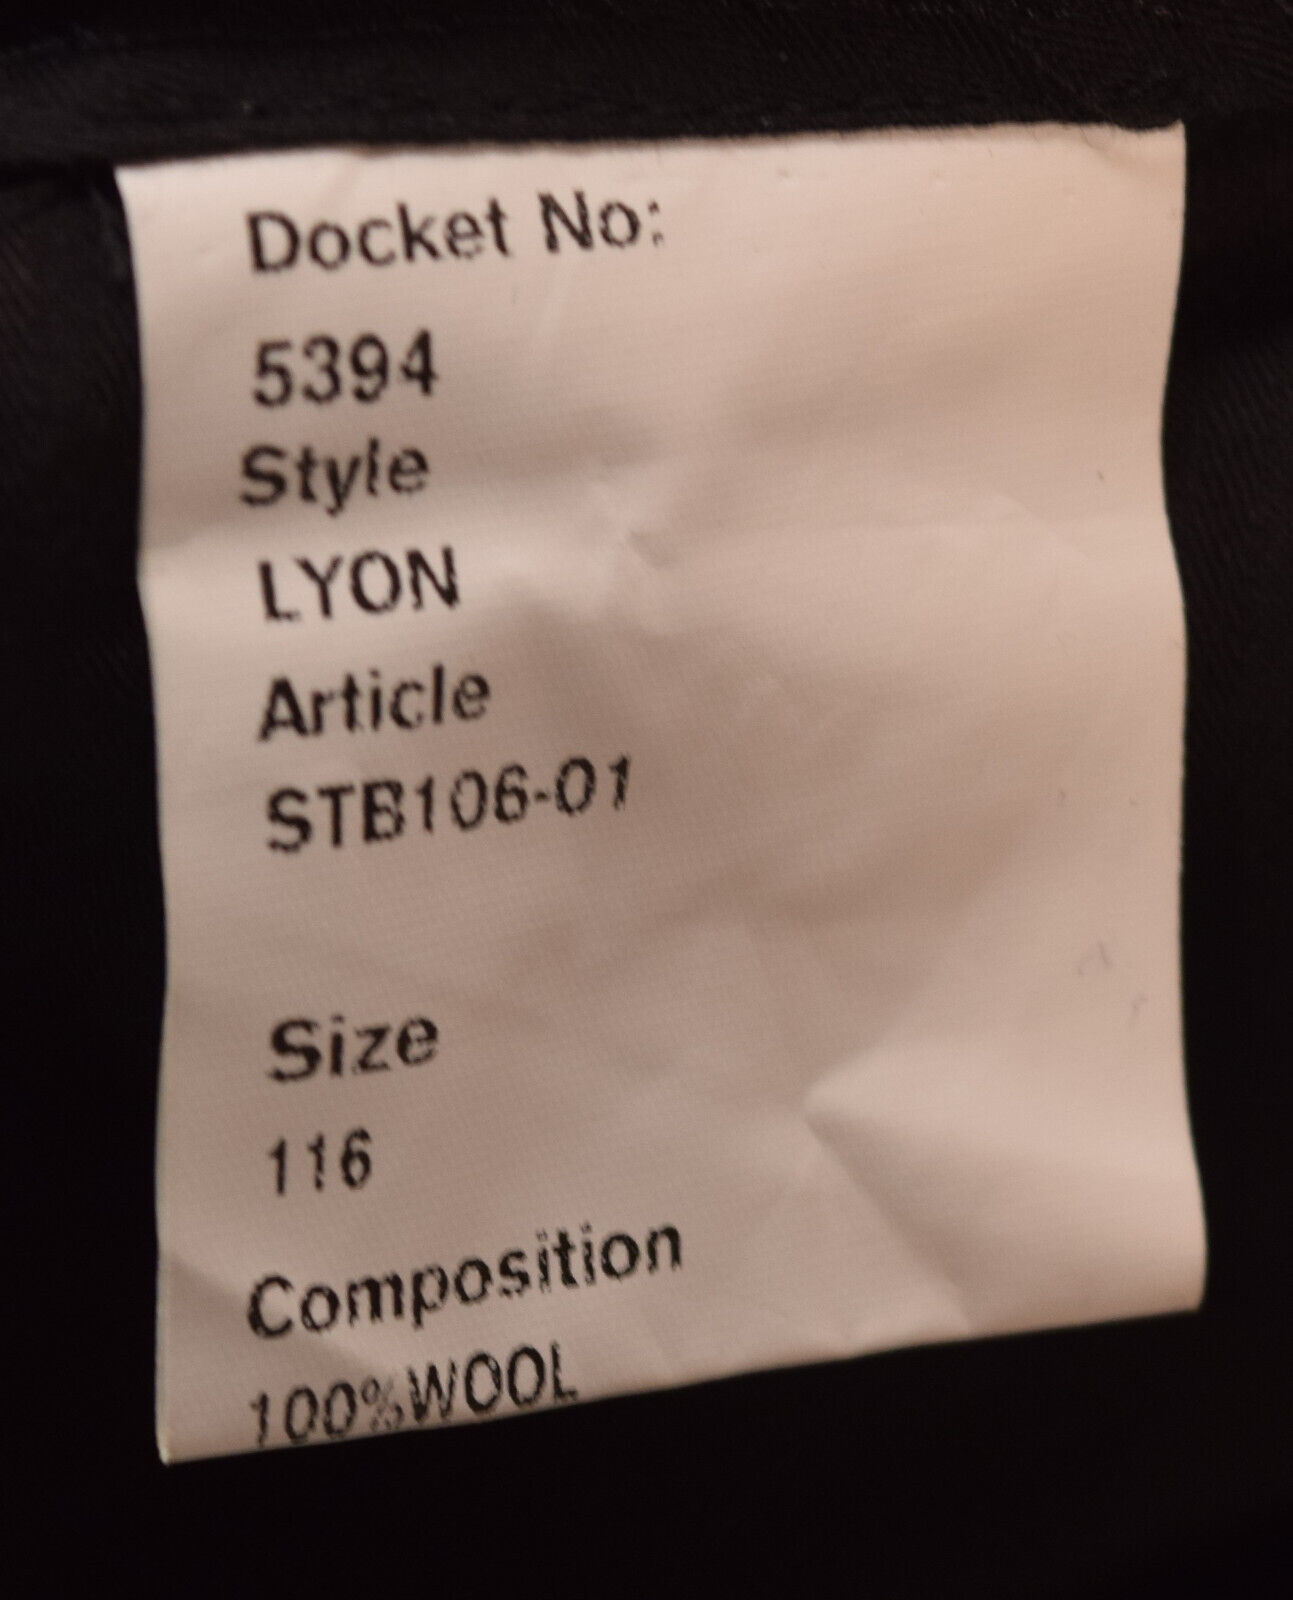 Docket No:
5394
Style
LYON
Article
STB106-01
Size
116
Composition
100%WOOL